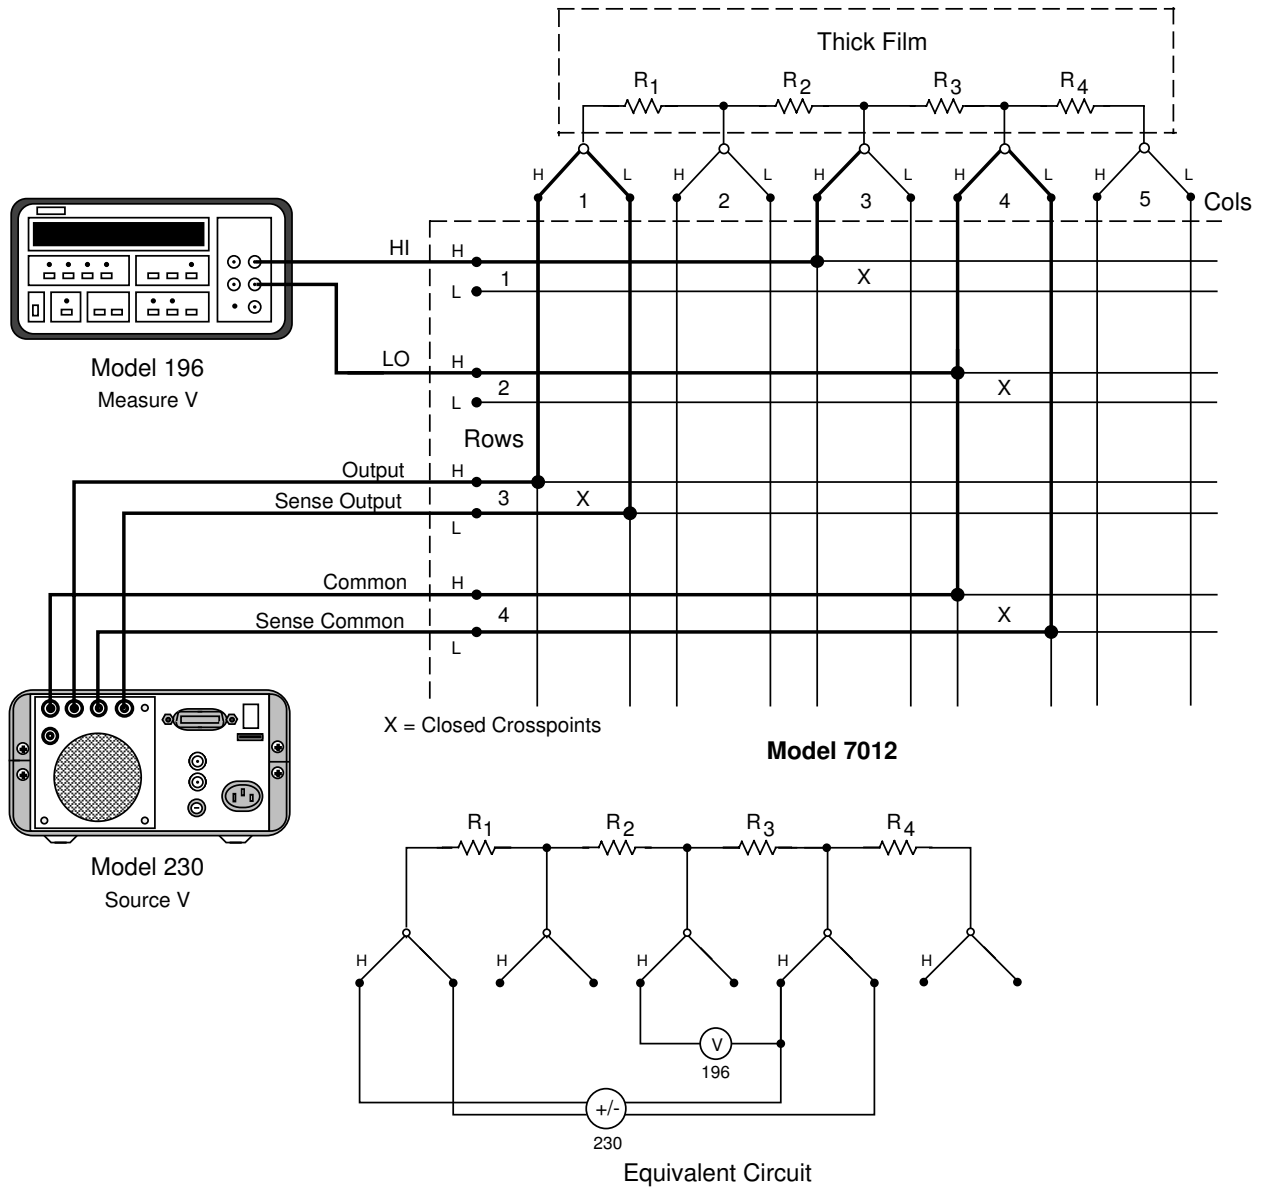 Thick Film
R1 R2 R3 R4
H L H L H L H L H L
1 2 3 4 5 Cols
HI H
1 X
L
Model 196
Measure V
LO H
2 X
L
Rows
Output H
Sense Output 3 X
L
Common H
4 X
Sense Common
L
X = Closed Crosspoints
Model 7012
Model 230
Source V
R1 R2 R3 R4
H H H H H
V
196
+/-
230
Equivalent Circuit